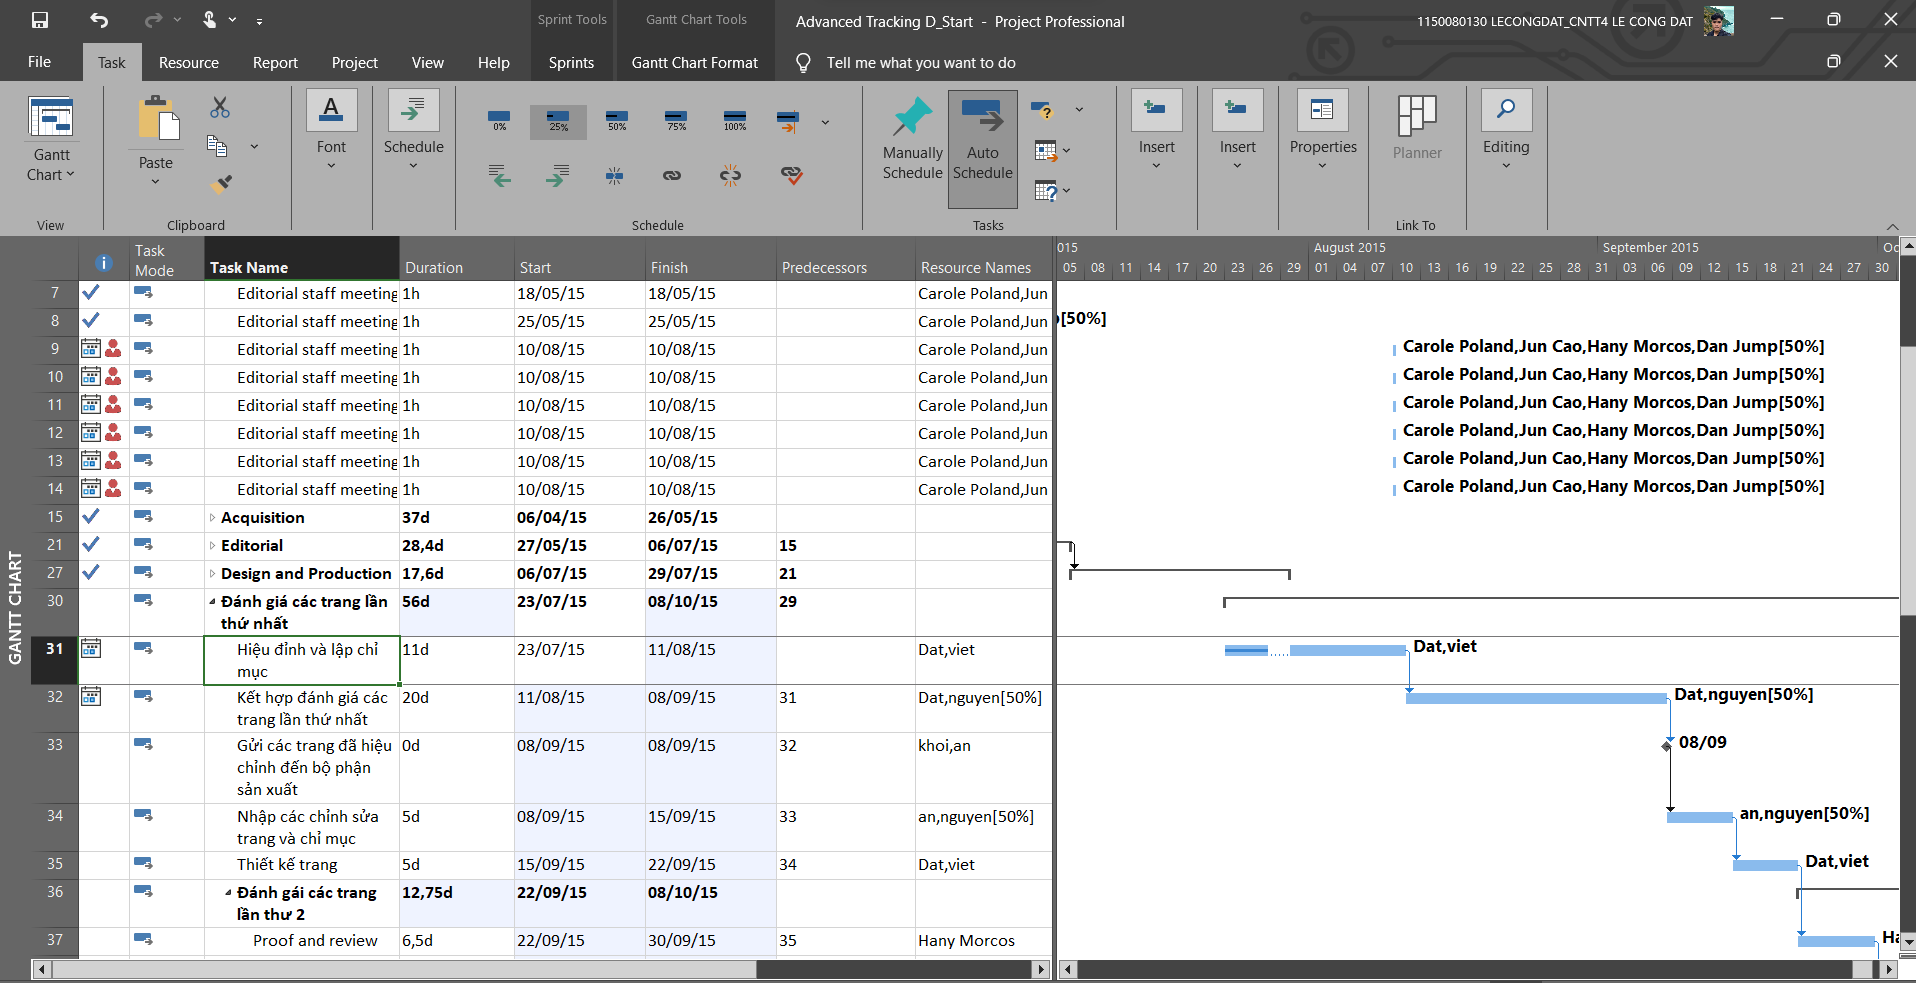 Sprint Tools
Gantt Chart Tools
Advanced Tracking D_Start - Project Professional
1150080130 LECONGDAT_CNTT4 LE CONG DAT
File Task Resource Report Project View Help Sprints Gantt Chart Format Tell me what you want to do
Gantt
Chart
View
Paste
Clipboard
A
Font
Schedule
0% 25% 50% 75% 100%
Schedule
Manually
Schedule
Auto
Schedule
Tasks
Insert
Insert
Properties
Planner
Link To
Editing
GANTT CHART
Task
Mode
Task Name Duration Start Finish Predecessors Resource Names
015 August 2015 September 2015 Oc
05 08 11 14 17 20 23 26 29 01 04 07 10 13 16 19 22 25 28 31 03 06 09 12 15 18 21 24 27 30
7 Editorial staff meeting 1h 18/05/15 18/05/15 Carole Poland,Jun
8 Editorial staff meeting 1h 25/05/15 25/05/15 Carole Poland,Jun [50%]
9 Editorial staff meeting 1h 10/08/15 10/08/15 Carole Poland,Jun Carole Poland,Jun Cao,Hany Morcos,Dan Jump[50%]
10 Editorial staff meeting 1h 10/08/15 10/08/15 Carole Poland,Jun Carole Poland,Jun Cao,Hany Morcos,Dan Jump[50%]
11 Editorial staff meeting 1h 10/08/15 10/08/15 Carole Poland,Jun Carole Poland,Jun Cao,Hany Morcos,Dan Jump[50%]
12 Editorial staff meeting 1h 10/08/15 10/08/15 Carole Poland,Jun Carole Poland,Jun Cao,Hany Morcos,Dan Jump[50%]
13 Editorial staff meeting 1h 10/08/15 10/08/15 Carole Poland,Jun Carole Poland,Jun Cao,Hany Morcos,Dan Jump[50%]
14 Editorial staff meeting 1h 10/08/15 10/08/15 Carole Poland,Jun Carole Poland,Jun Cao,Hany Morcos,Dan Jump[50%]
15 Acquisition 37d 06/04/15 26/05/15
21 Editorial 28,4d 27/05/15 06/07/15 15
27 Design and Production 17,6d 06/07/15 29/07/15 21
30 Đánh giá các trang lần 56d 23/07/15 08/10/15 29
thứ nhất
31 Hiệu đỉnh và lập chỉ 11d 23/07/15 11/08/15 Dat,viet Dat,viet
mục
32 Kết hợp đánh giá các 20d 11/08/15 08/09/15 31 Dat,nguyen[50%] Dat,nguyen[50%]
trang lần thứ nhất
33 Gửi các trang đã hiệu 0d 08/09/15 08/09/15 32 khoi,an 08/09
chỉnh đến bộ phận
sản xuất
34 Nhập các chỉnh sửa 5d 08/09/15 15/09/15 33 an,nguyen[50%] an,nguyen[50%]
trang và chỉ mục
35 Thiết kế trang 5d 15/09/15 22/09/15 34 Dat,viet Dat,viet
36 Đánh gái các trang 12,75d 22/09/15 08/10/15
lần thư 2
37 Proof and review 6,5d 22/09/15 30/09/15 35 Hany Morcos Ha